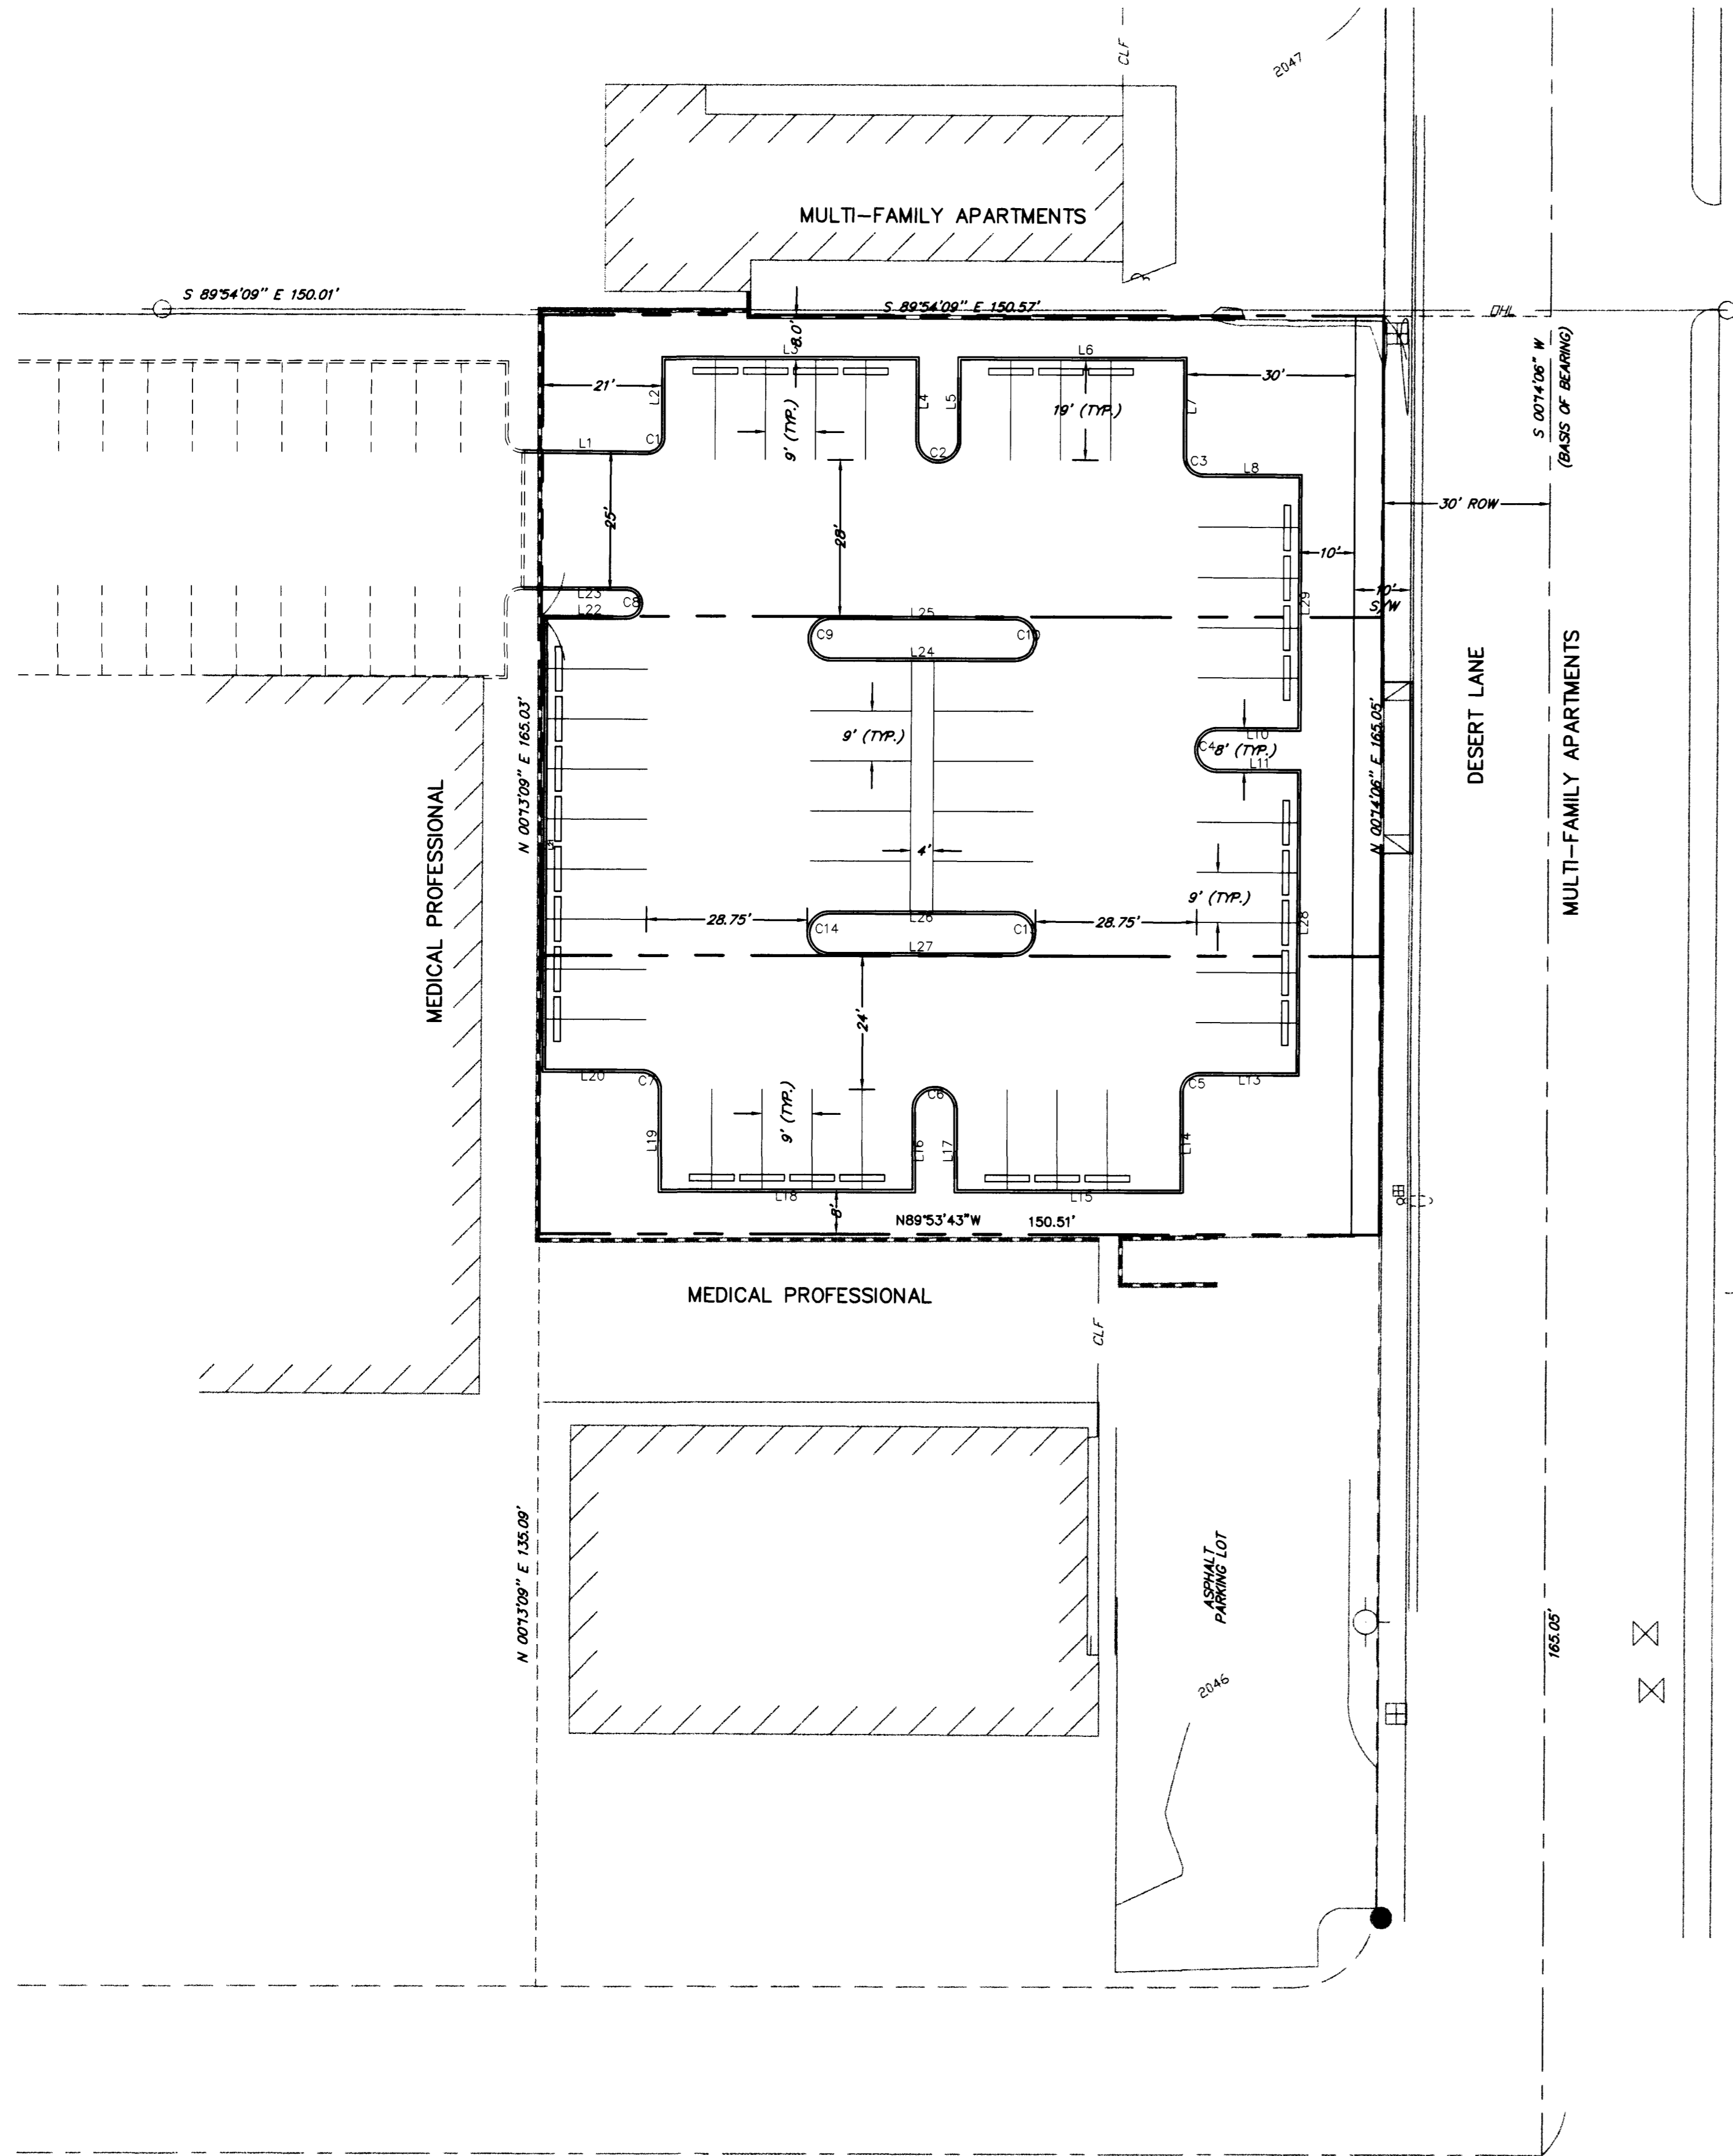 CLF
2047
MULTI-FAMILY APARTMENTS
S 89°54'09" E 150.01'
S 89°54'09" E 150.57'
OHL
8.0'
L3
L6
21'
30'
S 00°14'06" W
(BASIS OF BEARING)
L2
L4
L5
L7
9' (TYP.)
19' (TYP.)
L1
C1
C2
C3
L8
25'
28'
30' ROW
10'
10'
S/W
L23
L22
C8
L25
C9
C10
L24
L29
N 00°13'09" E 165.03'
9' (TYP.)
C4
L10
8' (TYP.)
L11
N 00°14'06" E 165.05'
DESERT LANE
MULTI-FAMILY APARTMENTS
MEDICAL PROFESSIONAL
4'
9' (TYP.)
28.75'
L26
28.75'
C14
L27
L28
24'
L20
C7
C6
C5
L13
9' (TYP.)
L19
L16
L17
L14
L18
L15
8'
N89°53'43"W 150.51'
MEDICAL PROFESSIONAL
CLF
N 00°13'09" E 135.09'
ASPHALT
PARKING LOT
2046
165.05'